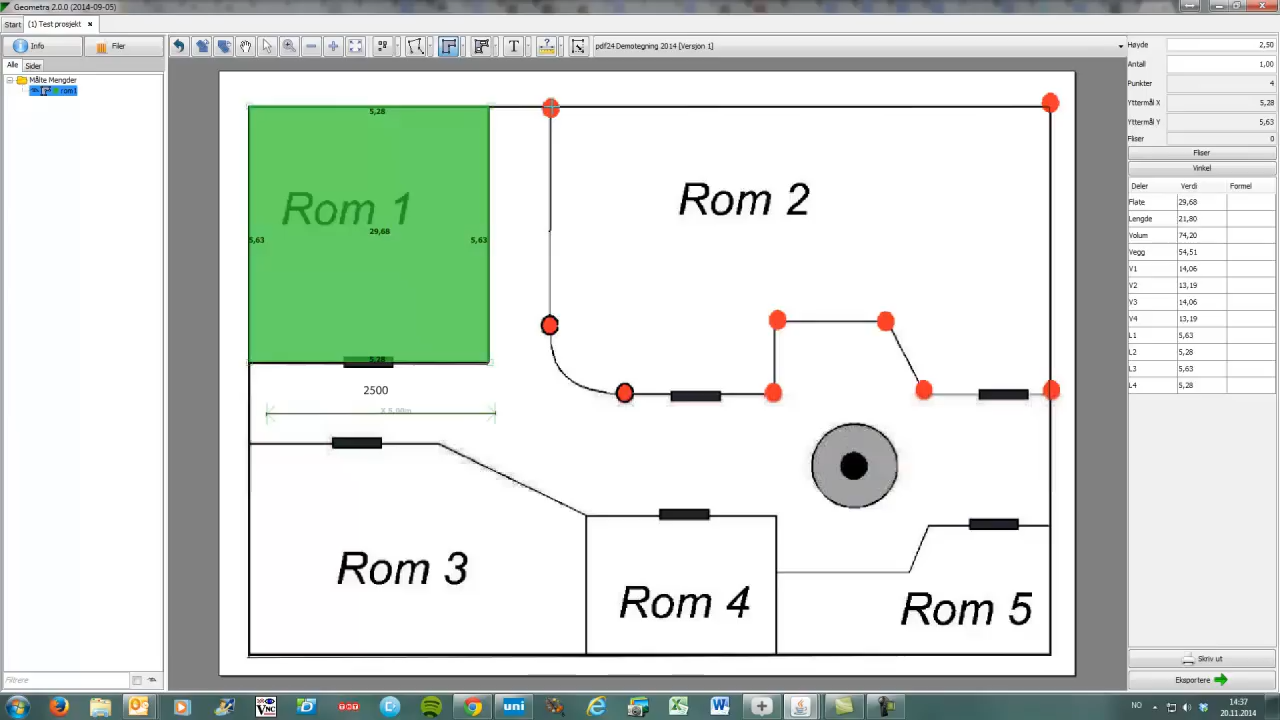 Geometra 2.0.0 (2014-09-05)
Start
(1) Test prosjekt
Info
Filer
pdf24 Demotegning 2014 [Versjon 1]
Alle
Sider
Målte Mengder
rom1
Filtrere
5,28
Rom 1
29,68
5,63
5,63
5,28
2500
Rom 2
Rom 3
Rom 4
Rom 5
Høyde 2,50
Antall 1,00
Punkter 4
Yttermål X 5,28
Yttermål Y 5,63
Fliser 0
Fliser
Vinkel
Deler Verdi Formel
Flate 29,68
Lengde 21,80
Volum 74,20
Vegg 54,51
V1 14,06
V2 13,19
V3 14,06
V4 13,19
L1 5,63
L2 5,28
L3 5,63
L4 5,28
Skriv ut
Eksportere
uni
VNC
NO
14:37
20.11.2014